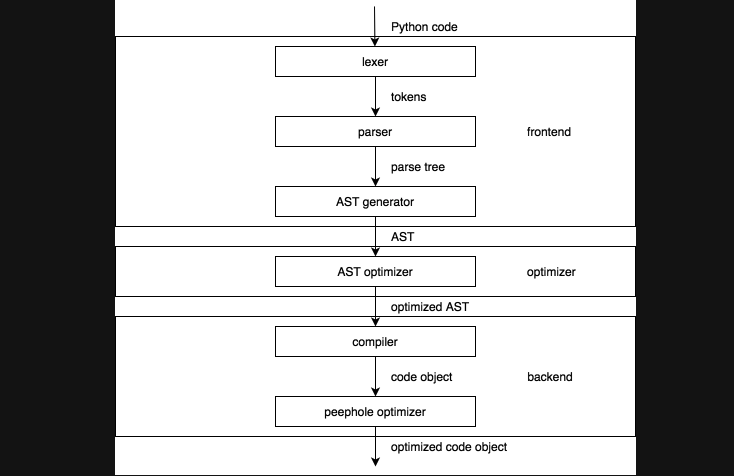 Python code
lexer
tokens
parser
frontend
parse tree
AST generator
AST
AST optimizer
optimizer
optimized AST
compiler
code object
backend
peephole optimizer
optimized code object